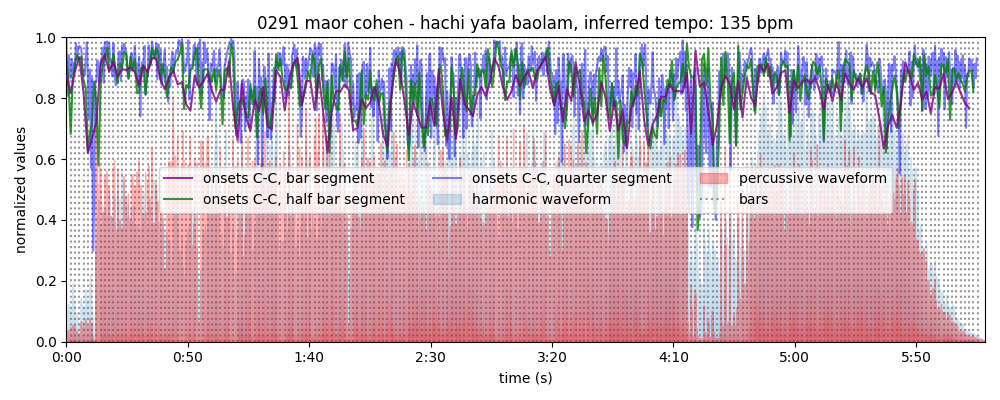 0291 maor cohen - hachi yafa baolam, inferred tempo: 135 bpm
normalized values
1.0
0.8
0.6
0.4
0.2
0.0
onsets C-C, bar segment
onsets C-C, half bar segment
onsets C-C, quarter segment
harmonic waveform
percussive waveform
bars
0:00 0:50 1:40 2:30 3:20 4:10 5:00 5:50
time (s)